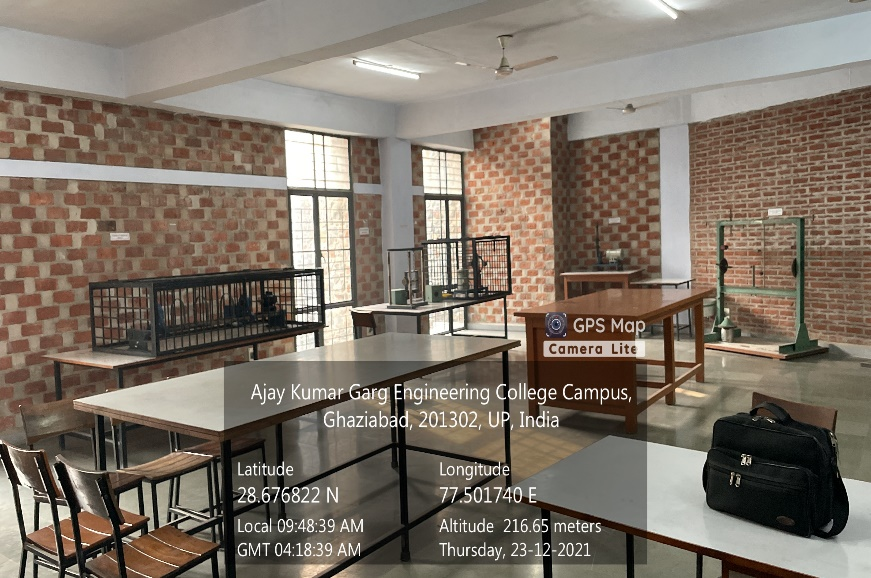 GPS Map
Camera Lite
Ajay Kumar Garg Engineering College Campus,
Ghaziabad, 201302, UP, India
Latitude
28.676822 N
Longitude
77.501740 E
Local 09:48:39 AM
GMT 04:18:39 AM
Altitude 216.65 meters
Thursday, 23-12-2021